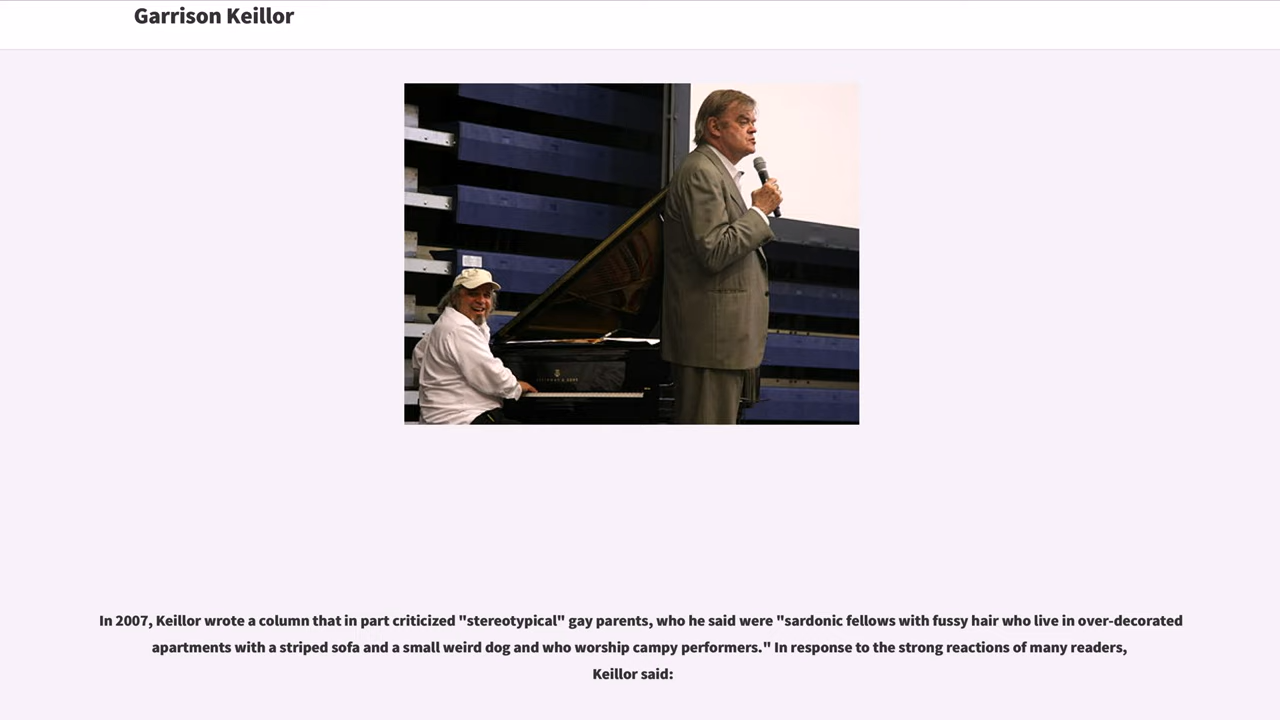 Garrison Keillor
In 2007, Keillor wrote a column that in part criticized "stereotypical" gay parents, who he said were "sardonic fellows with fussy hair who live in over-decorated
apartments with a striped sofa and a small weird dog and who worship campy performers." In response to the strong reactions of many readers,
Keillor said: